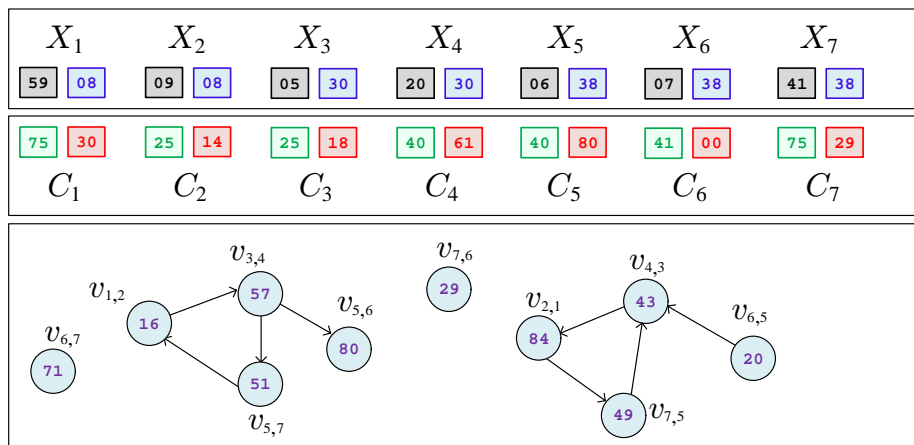 X1 X2 X3 X4 X5 X6 X7
59 08 09 08 05 30 20 30 06 38 07 38 41 38
75 30 25 14 25 18 40 61 40 80 41 00 75 29
C1 C2 C3 C4 C5 C6 C7
v7,6
v3,4 v4,3
v1,2 29 v2,1
57 43
v5,6 v6,5
16
v6,7 84
80 20
71 51
v5,7 49 v7,5